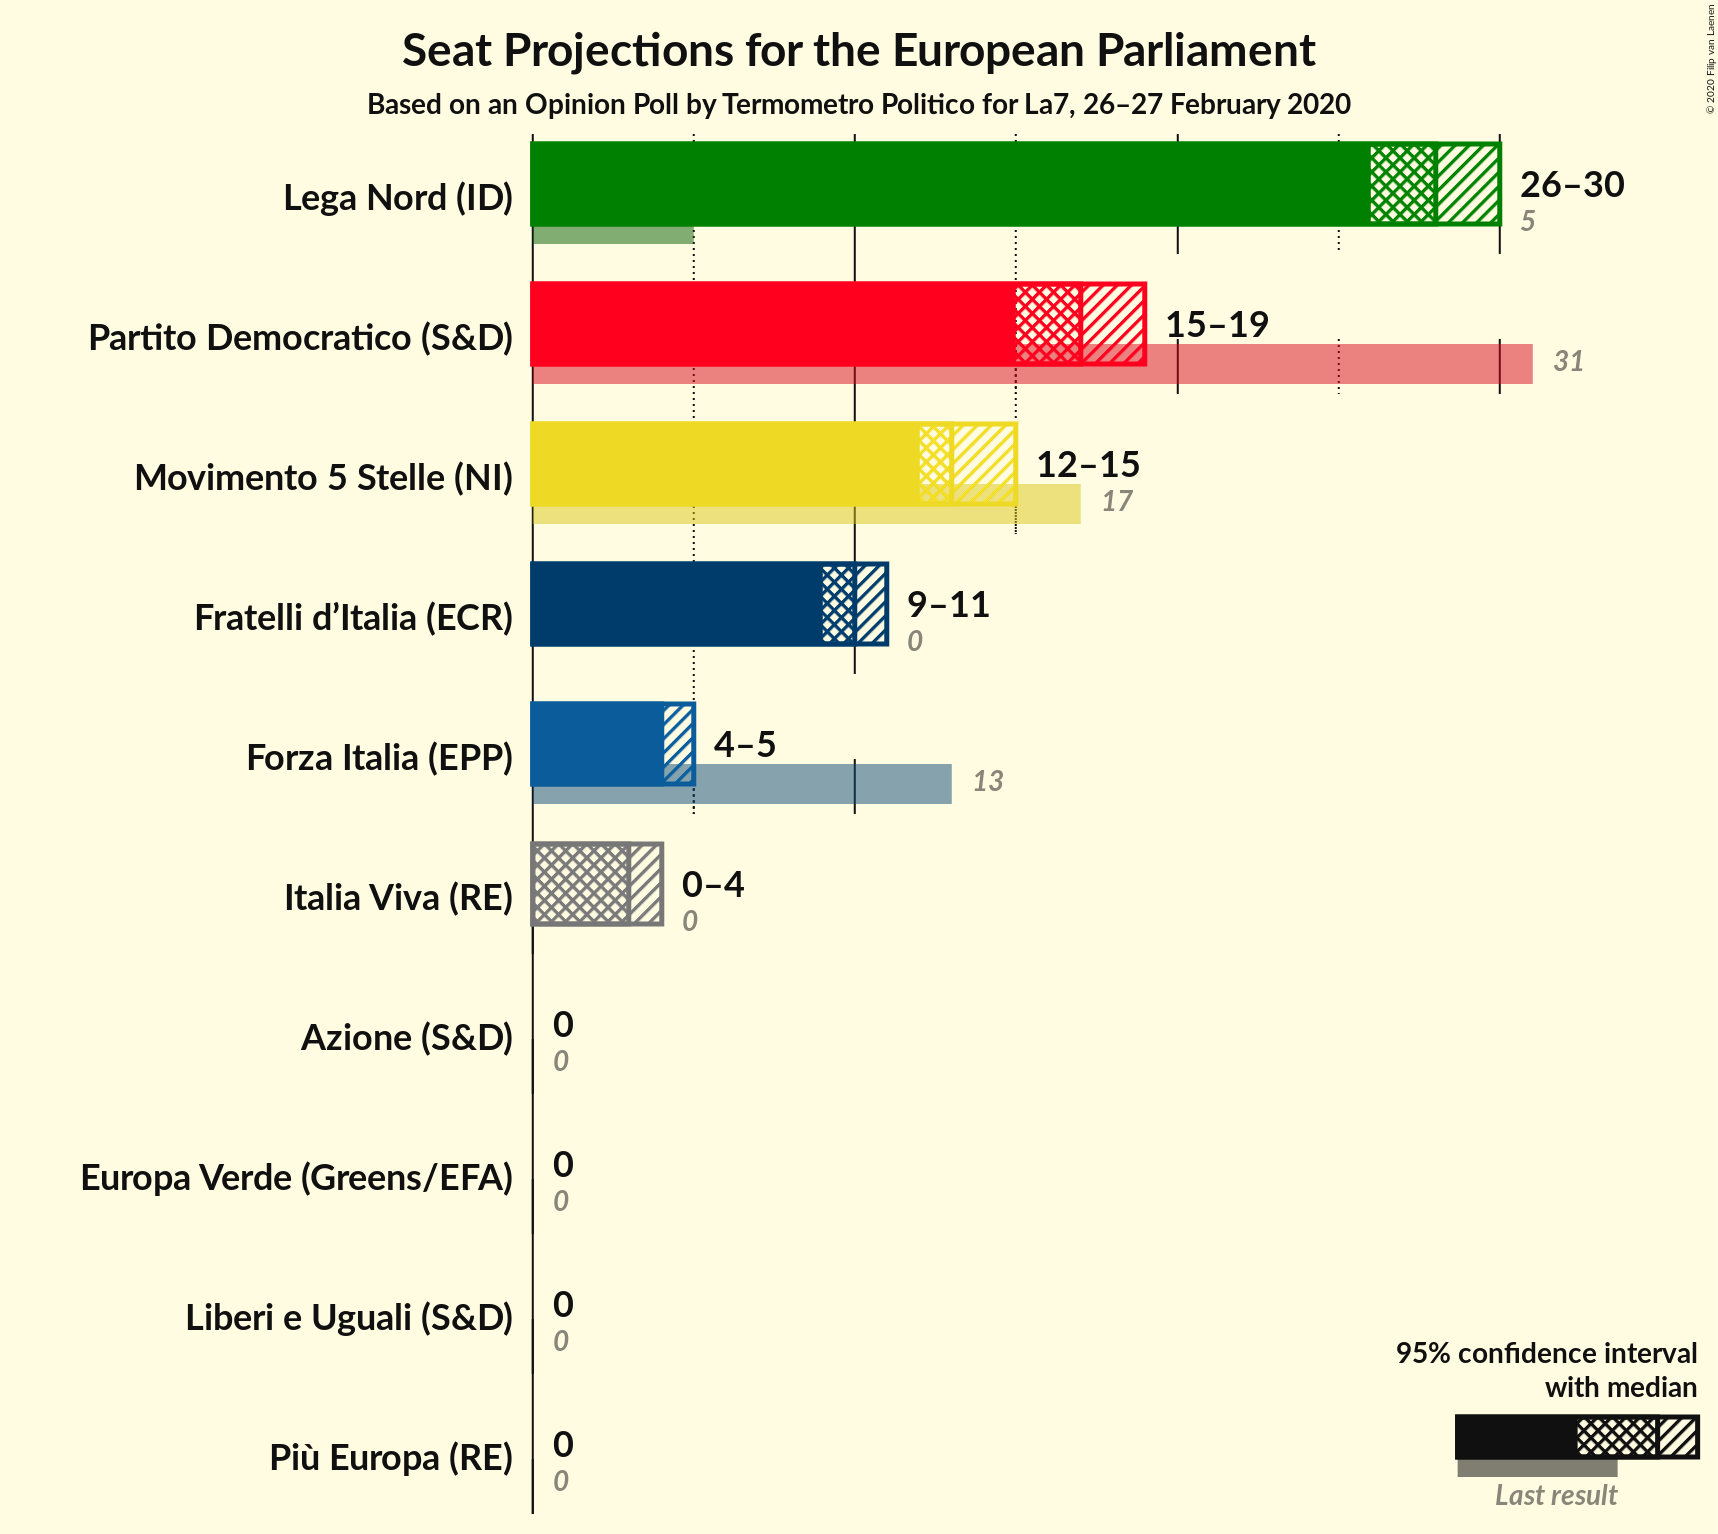 Seat Projections for the European Parliament
Based on an Opinion Poll by Termometro Politico for La7, 26–27 February 2020
© 2020 Filip van Laenen
Lega Nord (ID)
26–30
5
Partito Democratico (S&D)
15–19
31
Movimento 5 Stelle (NI)
12–15
17
Fratelli d’Italia (ECR)
9–11
0
Forza Italia (EPP)
4–5
13
Italia Viva (RE)
0–4
0
Azione (S&D)
0
0
Europa Verde (Greens/EFA)
0
0
Liberi e Uguali (S&D)
0
0
Più Europa (RE)
0
0
95% confidence interval
with median
Last result